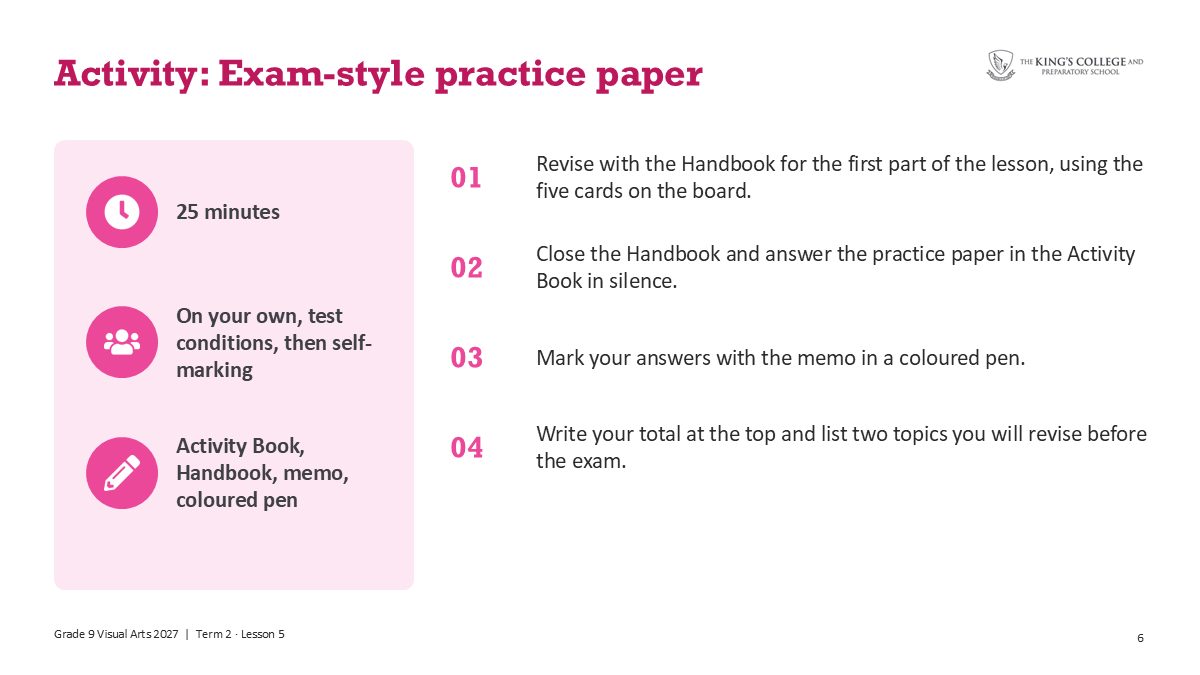 Activity: Exam-style practice paper
THE KING'S COLLEGE AND
PREPARATORY SCHOOL
25 minutes
On your own, test
conditions, then self-
marking
Activity Book,
Handbook, memo,
coloured pen
01
Revise with the Handbook for the first part of the lesson, using the
five cards on the board.
02
Close the Handbook and answer the practice paper in the Activity
Book in silence.
03
Mark your answers with the memo in a coloured pen.
04
Write your total at the top and list two topics you will revise before
the exam.
Grade 9 Visual Arts 2027 | Term 2 · Lesson 5
6